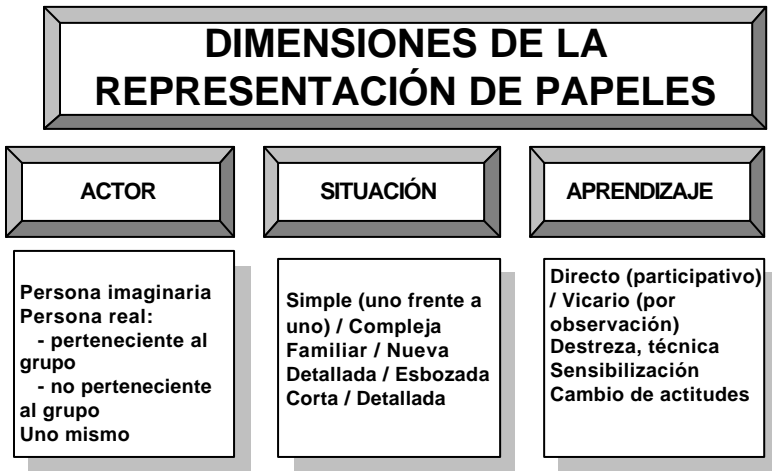 DIMENSIONES DE LA
REPRESENTACIÓN DE PAPELES
ACTOR
Persona imaginaria
Persona real:
- perteneciente al
grupo
- no perteneciente
al grupo
Uno mismo
SITUACIÓN
Simple (uno frente a
uno) / Compleja
Familiar / Nueva
Detallada / Esbozada
Corta / Detallada
APRENDIZAJE
Directo (participativo)
/ Vicario (por
observación)
Destreza, técnica
Sensibilización
Cambio de actitudes